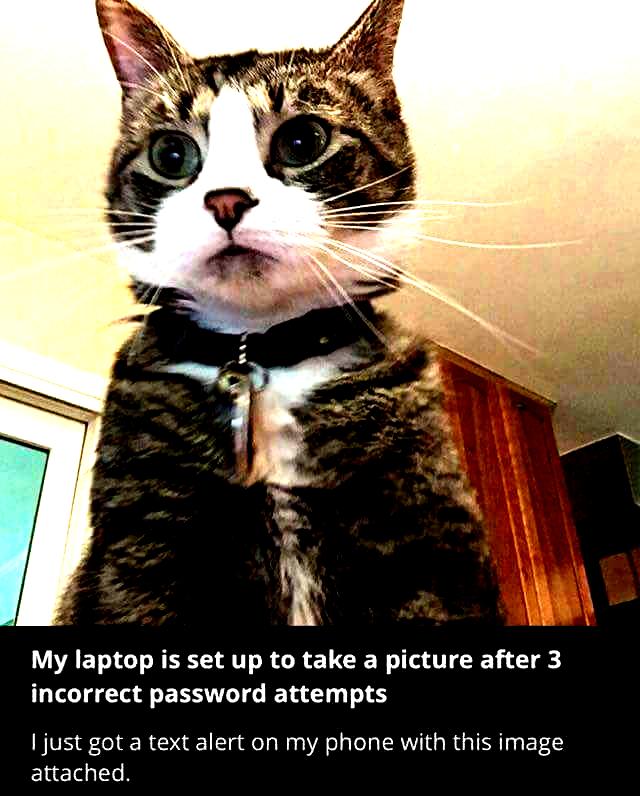 My laptop is set up to take a picture after 3
incorrect password attempts
I just got a text alert on my phone with this image
attached.